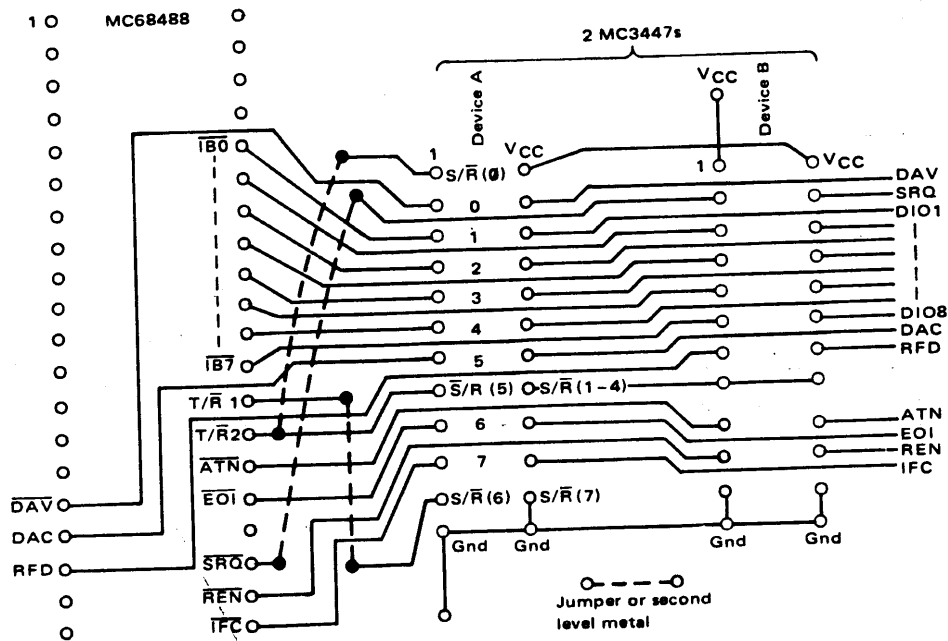 1 MC68488
2 MC3447s
Device A
Device B
VCC
IB0
1
VCC
1
VCC
S/R (0)
DAV
0
SRQ
DIO1
1
2
3
4
DIO8
DAC
IB7
5
RFD
T/R 1
S/R (5)
S/R (1-4)
T/R2
6
ATN
EOI
ATN
REN
7
IFC
DAV
EOI
S/R (6)
S/R (7)
DAC
Gnd
Gnd
Gnd
Gnd
SRQ
RFD
REN
Jumper or second
level metal
IFC